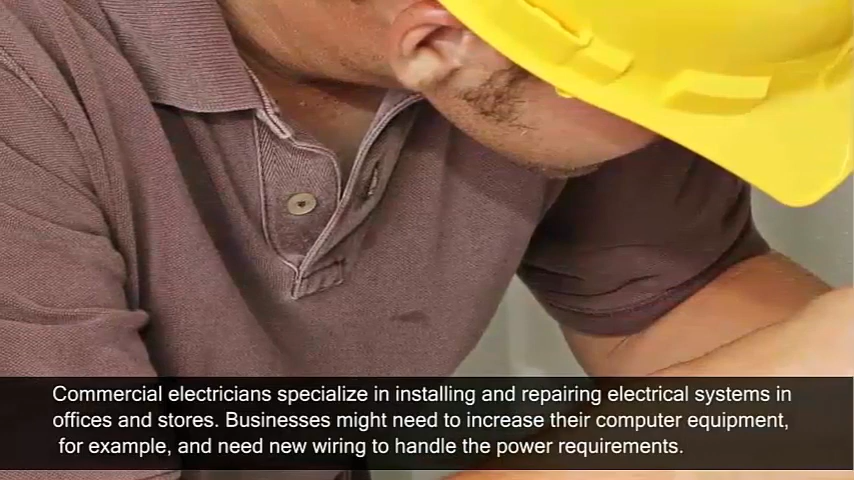 Commercial electricians specialize in installing and repairing electrical systems in
offices and stores. Businesses might need to increase their computer equipment,
for example, and need new wiring to handle the power requirements.